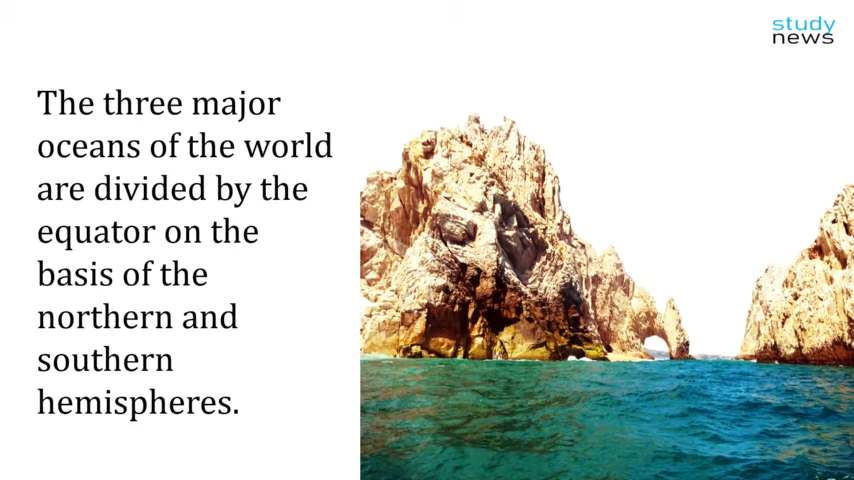 study
news
The three major
oceans of the world
are divided by the
equator on the
basis of the
northern and
southern
hemispheres.